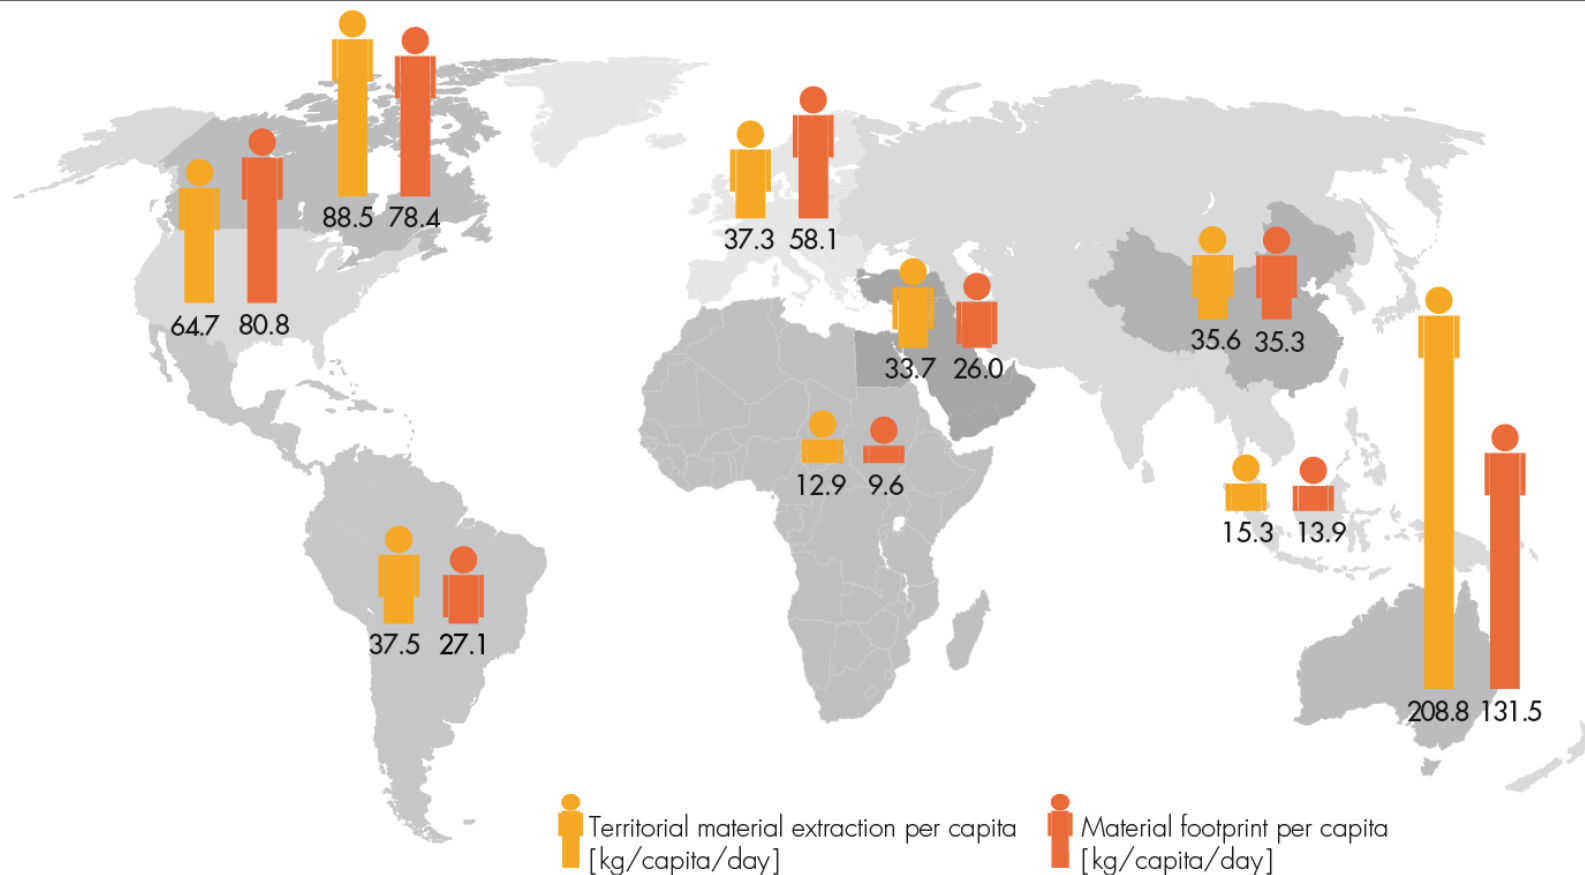 88.5 78.4
37.3 58.1
64.7 80.8
35.6 35.3
33.7 26.0
12.9 9.6
15.3 13.9
37.5 27.1
208.8 131.5
Territorial material extraction per capita
[kg/capita/day]
Material footprint per capita
[kg/capita/day]